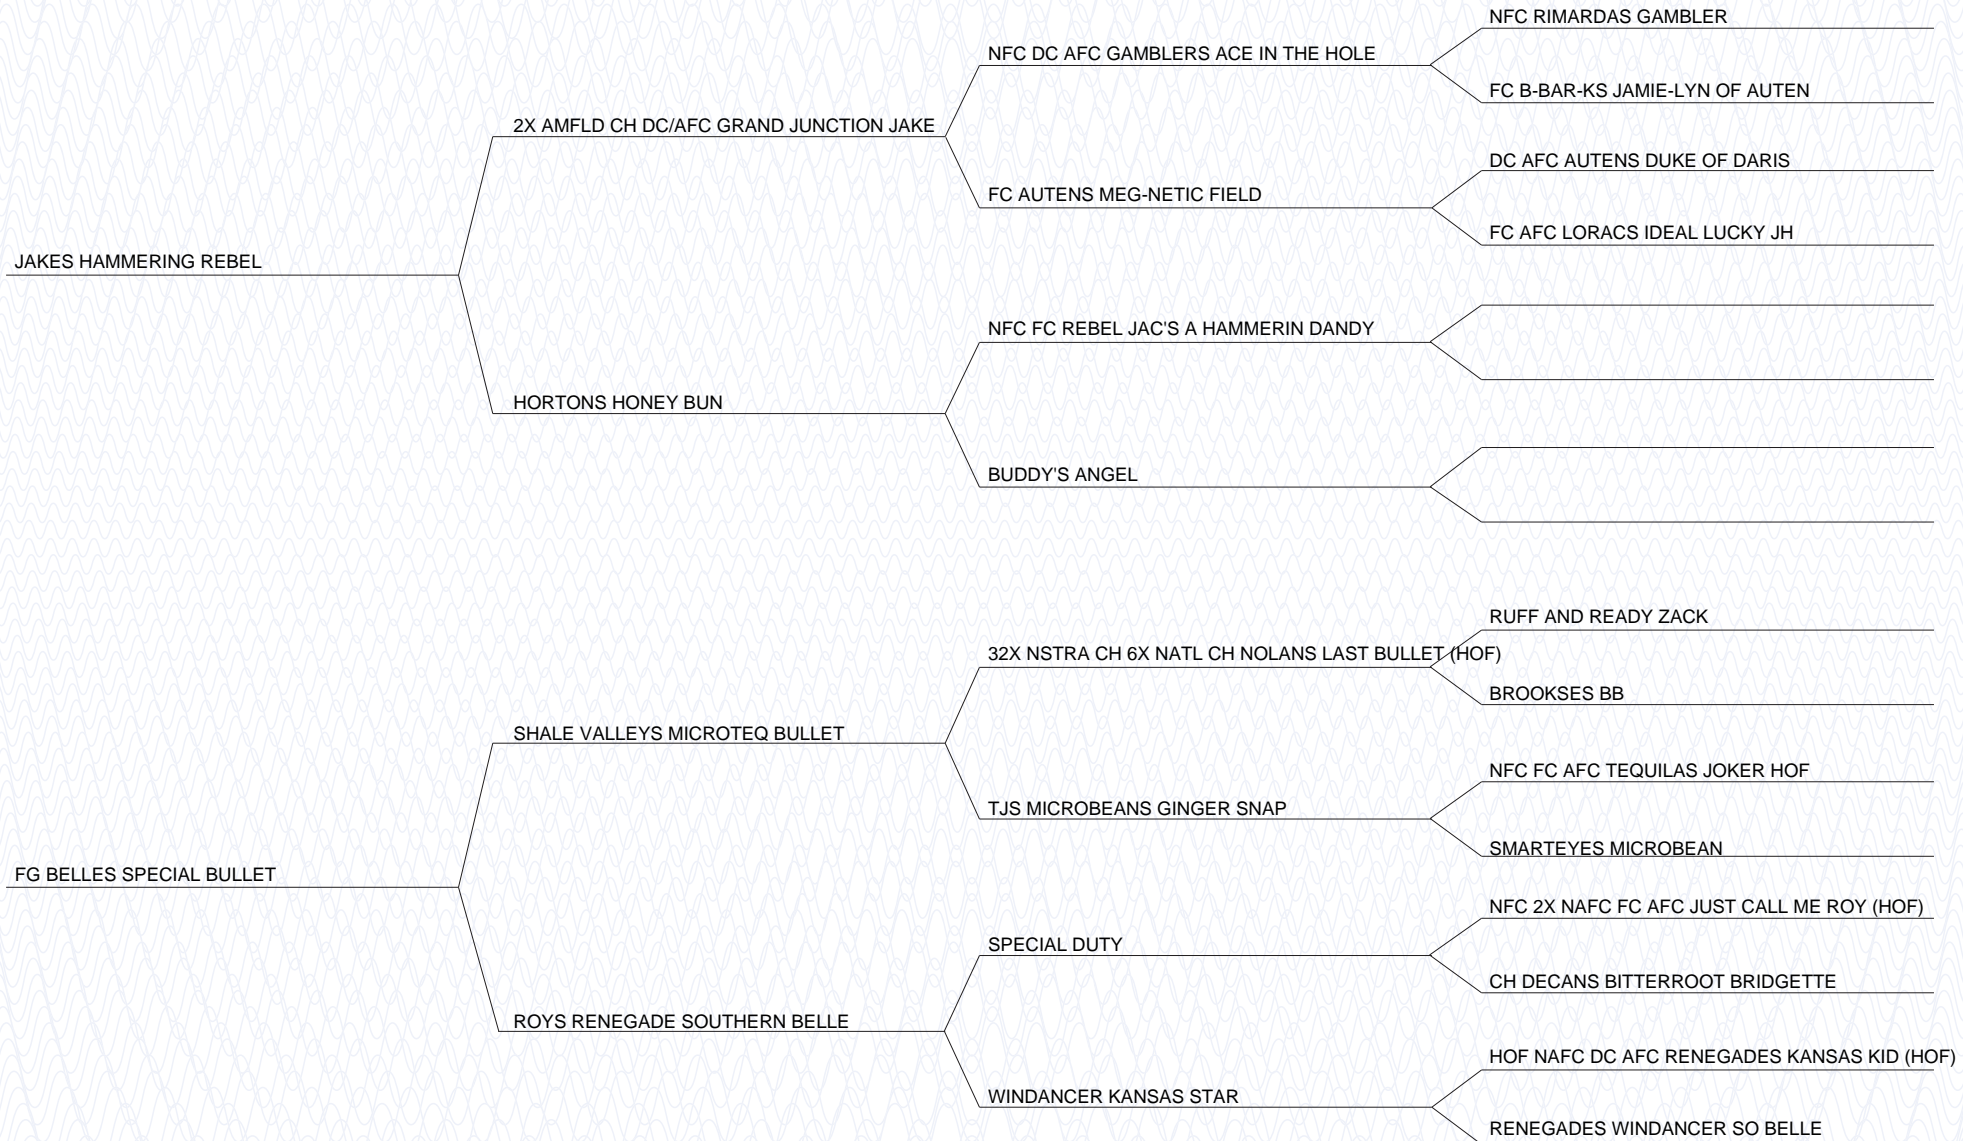 NFC RIMARDAS GAMBLER
NFC DC AFC GAMBLERS ACE IN THE HOLE
FC B-BAR-KS JAMIE-LYN OF AUTEN
2X AMFLD CH DC/AFC GRAND JUNCTION JAKE
DC AFC AUTENS DUKE OF DARIS
FC AUTENS MEG-NETIC FIELD
FC AFC LORACS IDEAL LUCKY JH
JAKES HAMMERING REBEL
NFC FC REBEL JAC'S A HAMMERIN DANDY
HORTONS HONEY BUN
BUDDY'S ANGEL
RUFF AND READY ZACK
32X NSTRA CH 6X NATL CH NOLANS LAST BULLET (HOF)
BROOKSES BB
SHALE VALLEYS MICROTEQ BULLET
NFC FC AFC TEQUILAS JOKER HOF
TJS MICROBEANS GINGER SNAP
SMARTEYES MICROBEAN
FG BELLES SPECIAL BULLET
NFC 2X NAFC FC AFC JUST CALL ME ROY (HOF)
SPECIAL DUTY
CH DECANS BITTERROOT BRIDGETTE
ROYS RENEGADE SOUTHERN BELLE
HOF NAFC DC AFC RENEGADES KANSAS KID (HOF)
WINDANCER KANSAS STAR
RENEGADES WINDANCER SO BELLE